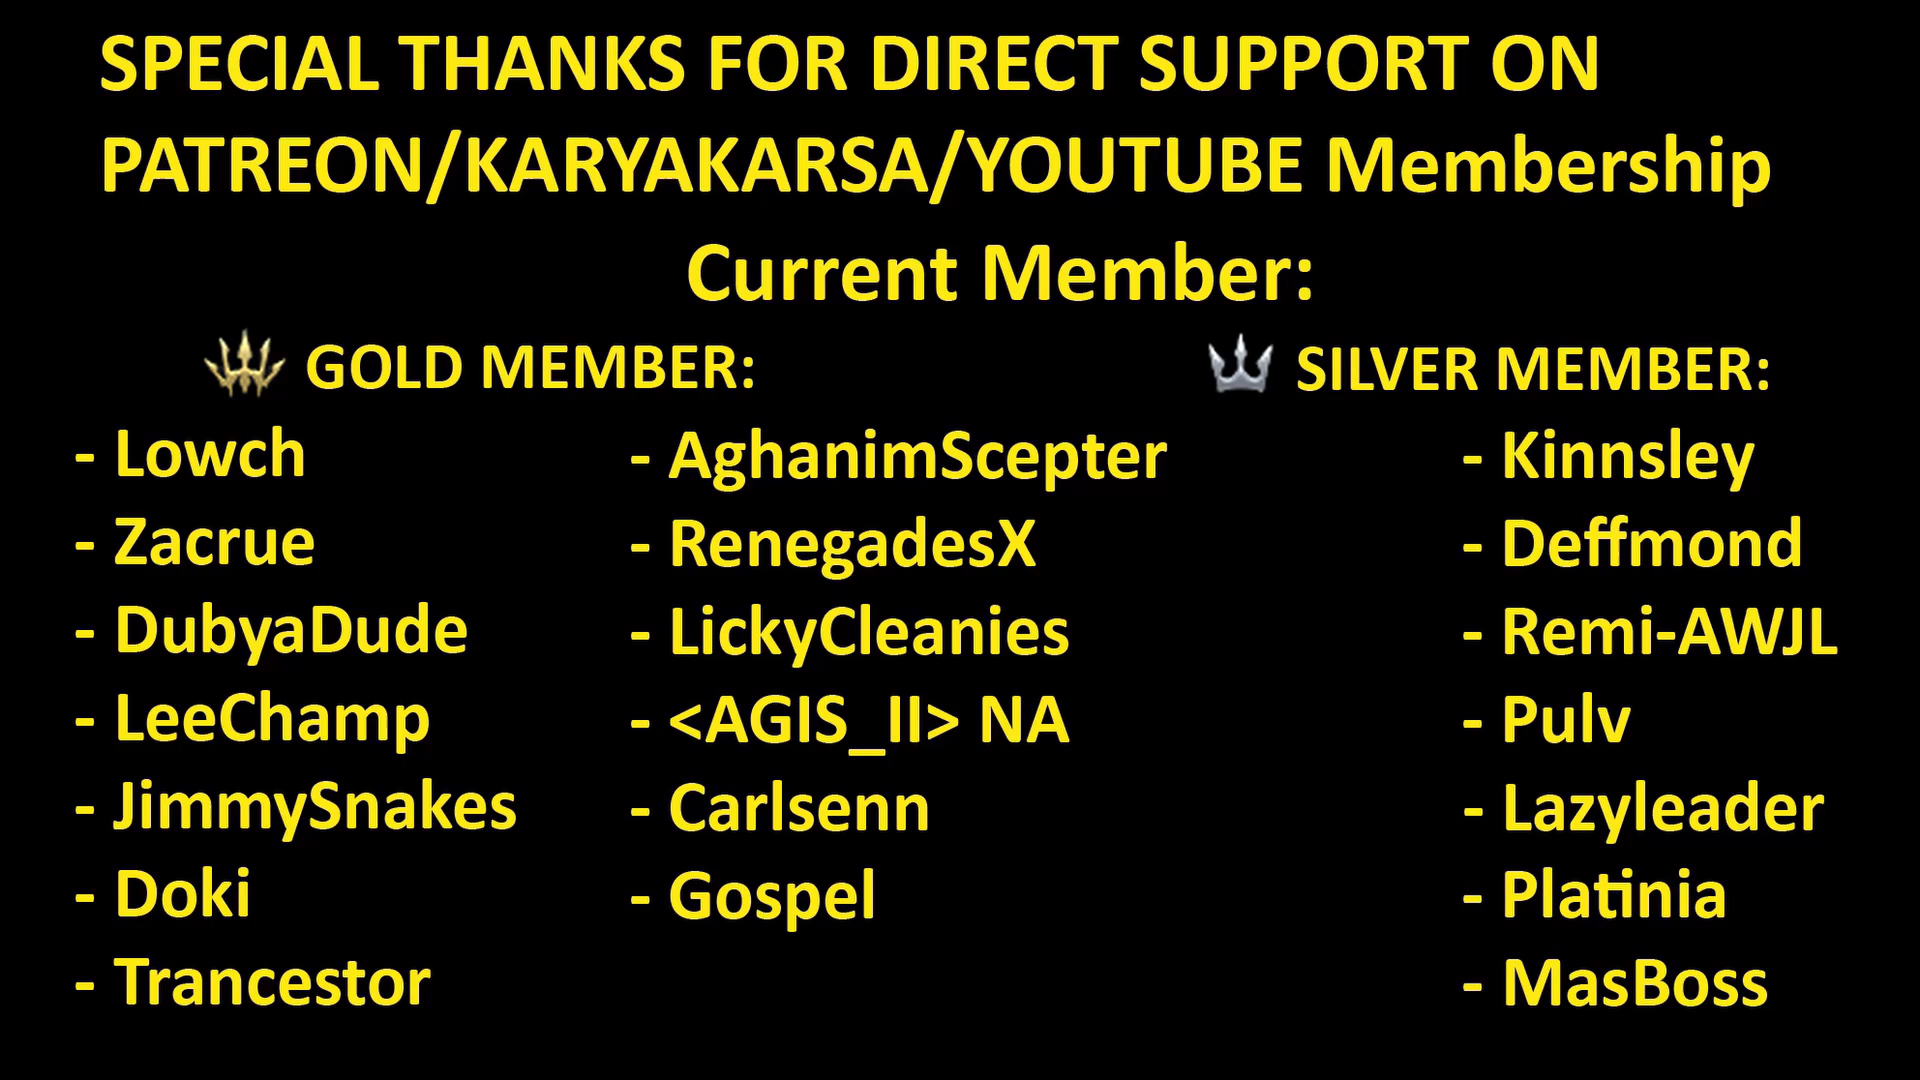 SPECIAL THANKS FOR DIRECT SUPPORT ON
PATREON/KARYAKARSA/YOUTUBE Membership
Current Member:
GOLD MEMBER:
- Lowch
- Zacrue
- DubyaDude
- LeeChamp
- JimmySnakes
- Doki
- Trancestor
- AghanimScepter
- RenegadesX
- LickyCleanies
- <AGIS_II> NA
- Carlsenn
- Gospel
SILVER MEMBER:
- Kinnsley
- Deffmond
- Remi-AWJL
- Pulv
- Lazyleader
- Platinia
- MasBoss